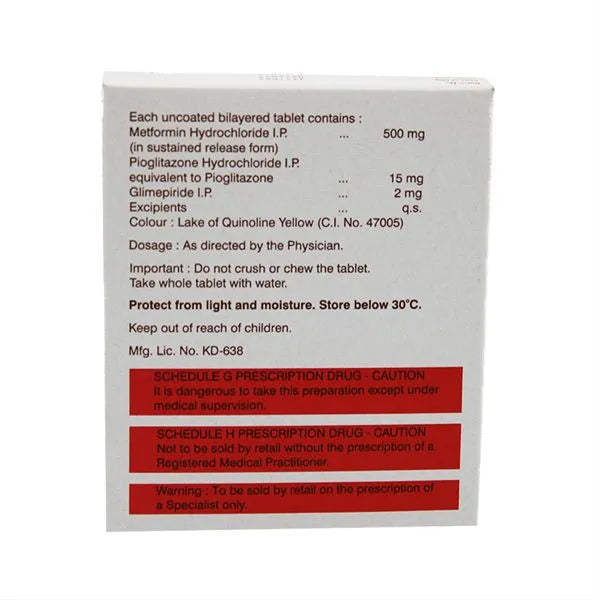 Each uncoated bilayered tablet contains :
Metformin Hydrochloride I.P. ... 500 mg
(in sustained release form)
Pioglitazone Hydrochloride I.P.
equivalent to Pioglitazone ... 15 mg
Glimepiride I.P. ... 2 mg
Excipients ... q.s.
Colour : Lake of Quinoline Yellow (C.I. No. 47005)
Dosage : As directed by the Physician.
Important : Do not crush or chew the tablet.
Take whole tablet with water.
Protect from light and moisture. Store below 30°C.
Keep out of reach of children.
Mfg. Lic. No. KD-638
SCHEDULE G PRESCRIPTION DRUG - CAUTION
It is dangerous to take this preparation except under
medical supervision.
SCHEDULE H PRESCRIPTION DRUG - CAUTION
Not to be sold by retail without the prescription of a
Registered Medical Practitioner.
Warning : To be sold by retail on the prescription of
a Specialist only.